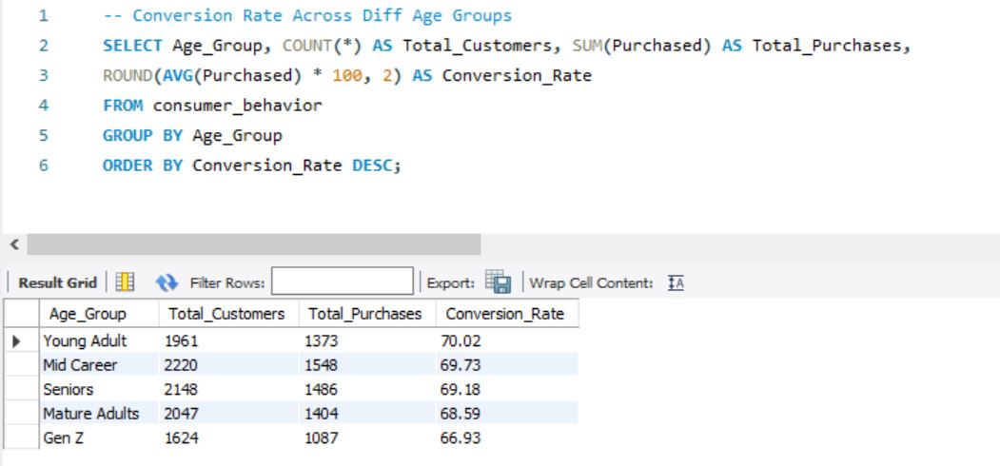 1 -- Conversion Rate Across Diff Age Groups
2 SELECT Age_Group, COUNT(*) AS Total_Customers, SUM(Purchased) AS Total_Purchases,
3 ROUND(AVG(Purchased) * 100, 2) AS Conversion_Rate
4 FROM consumer_behavior
5 GROUP BY Age_Group
6 ORDER BY Conversion_Rate DESC;
Result Grid Filter Rows: Export: Wrap Cell Content: IA
Age_Group Total_Customers Total_Purchases Conversion_Rate
Young Adult 1961 1373 70.02
Mid Career 2220 1548 69.73
Seniors 2148 1486 69.18
Mature Adults 2047 1404 68.59
Gen Z 1624 1087 66.93